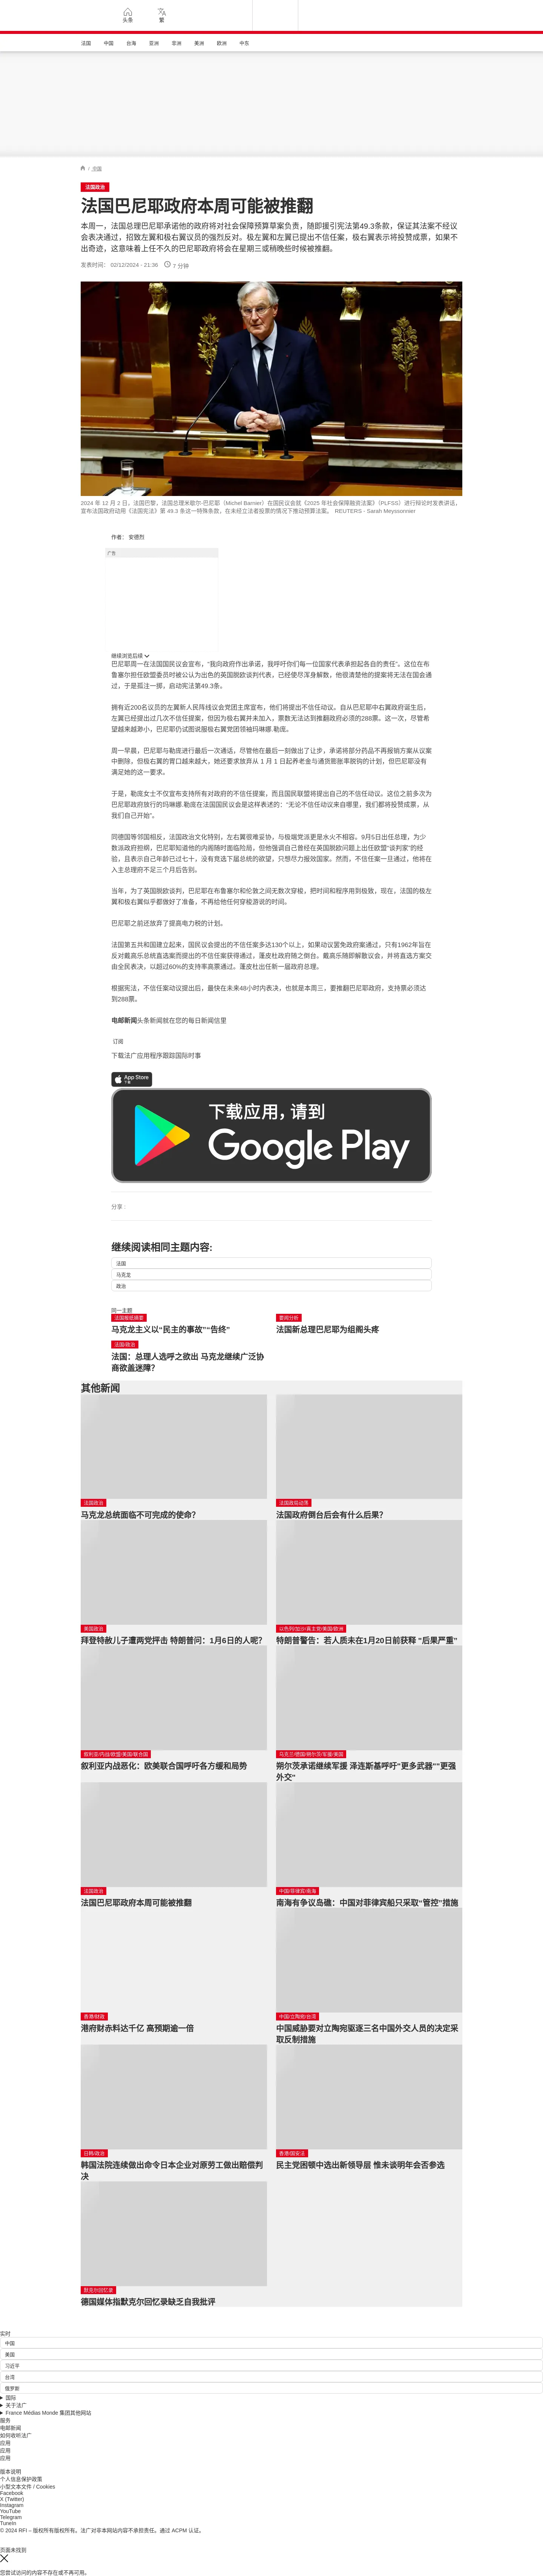 头条
繁
法国
中国
台海
亚洲
非洲
美洲
欧洲
中东
/ 法国
法国政治
法国巴尼耶政府本周可能被推翻
本周一，法国总理巴尼耶承诺他的政府将对社会保障预算草案负责，随即援引宪法第49.3条款，保证其法案不经议
会表决通过，招致左翼和极右翼议员的强烈反对。极左翼和左翼已提出不信任案，极右翼表示将投赞成票，如果不
出奇迹，这意味着上任不久的巴尼耶政府将会在星期三或稍晚些时候被推翻。
发表时间： 02/12/2024 - 21:36
7 分钟
2024 年 12 月 2 日，法国巴黎，法国总理米歇尔-巴尼耶（Michel Barnier）在国民议会就《2025 年社会保障融资法案》（PLFSS）进行辩论时发表讲话，
宣布法国政府动用《法国宪法》第 49.3 条这一特殊条款，在未经立法者投票的情况下推动预算法案。 REUTERS - Sarah Meyssonnier
作者： 安德烈
广告
继续浏览后续
巴尼耶周一在法国国民议会宣布，“我向政府作出承诺，我呼吁你们每一位国家代表承担起各自的责任”。这位在布
鲁塞尔担任欧盟委员时被公认为出色的英国脱欧谈判代表，已经使尽浑身解数，他很清楚他的提案将无法在国会通
过，于是孤注一掷，启动宪法第49.3条。
拥有近200名议员的左翼新人民阵线议会党团主席宣布，他们将提出不信任动议。自从巴尼耶中右翼政府诞生后，
左翼已经提出过几次不信任提案，但因为极右翼并未加入，票数无法达到推翻政府必须的288票。这一次，尽管希
望越来越渺小，巴尼耶仍试图说服极右翼党团领袖玛琳娜.勒庞。
周一早晨，巴尼耶与勒庞进行最后一次通话，尽管他在最后一刻做出了让步，承诺将部分药品不再报销方案从议案
中删除，但极右翼的胃口越来越大，她还要求放弃从 1 月 1 日起养老金与通货膨胀率脱钩的计划，但巴尼耶没有
满足她的这一要求。
于是，勒庞女士不仅宣布支持所有对政府的不信任提案，而且国民联盟将提出自己的不信任动议。这位之前多次为
巴尼耶政府放行的玛琳娜.勒庞在法国国民议会是这样表述的：“无论不信任动议来自哪里，我们都将投赞成票，从
我们自己开始”。
同德国等邻国相反，法国政治文化特别，左右翼很难妥协，与极端党派更是水火不相容。9月5日出任总理，为少
数派政府担纲，巴尼耶知道他的内阁随时面临险局，但他强调自己曾经在英国脱欧问题上出任欧盟“谈判家”的经
验，且表示自己年龄已过七十，没有竟选下届总统的欲望，只想尽力报效国家。然而，不信任案一旦通过，他将在
入主总理府不足三个月后告别。
当年，为了英国脱欧谈判，巴尼耶在布鲁塞尔和伦敦之间无数次穿梭，把时间和程序用到极致，现在，法国的极左
翼和极右翼似乎都做好了准备，不再给他任何穿梭游说的时间。
巴尼耶之前还放弃了提高电力税的计划。
法国第五共和国建立起来，国民议会提出的不信任案多达130个以上，如果动议罢免政府案通过，只有1962年旨在
反对戴高乐总统直选案而提出的不信任案获得通过，蓬皮杜政府随之倒台。戴高乐随即解散议会，并将直选方案交
由全民表决，以超过60%的支持率高票通过。蓬皮杜出任新一届政府总理。
根据宪法，不信任案动议提出后，最快在未来48小时内表决，也就是本周三，要推翻巴尼耶政府，支持票必须达
到288票。
电邮新闻头条新闻就在您的每日新闻信里
订阅
下载法广应用程序跟踪国际时事
App Store
下载
下载应用，请到
Google Play
分享 :
继续阅读相同主题内容:
法国
马克龙
政治
同一主题
法国报纸摘要
马克龙主义以“民主的事故”“告终”
要闻分析
法国新总理巴尼耶为组阁头疼
法国/政治
法国：总理人选呼之欲出 马克龙继续广泛协
商欲盖迷障?
其他新闻
法国政治
马克龙总统面临不可完成的使命?
法国政局动荡
法国政府倒台后会有什么后果?
美国政治
拜登特赦儿子遭两党抨击 特朗普问：1月6日的人呢?
以色列/加沙/真主党/美国/欧洲
特朗普警告：若人质未在1月20日前获释 "后果严重"
叙利亚/内战/欧盟/美国/联合国
叙利亚内战恶化：欧美联合国呼吁各方缓和局势
乌克兰/德国/朔尔茨/军援/美国
朔尔茨承诺继续军援 泽连斯基呼吁"更多武器""更强
外交"
法国政治
法国巴尼耶政府本周可能被推翻
中国/菲律宾/南海
南海有争议岛礁：中国对菲律宾船只采取“管控”措施
香港/财政
港府财赤料达千亿 高预期逾一倍
中国/立陶宛/台湾
中国威胁要对立陶宛驱逐三名中国外交人员的决定采
取反制措施
日韩/政治
韩国法院连续做出命令日本企业对原劳工做出赔偿判
决
香港/国安法
民主党困顿中选出新领导层 惟未谈明年会否参选
默克尔回忆录
德国媒体指默克尔回忆录缺乏自我批评
实时
中国
美国
习近平
台湾
俄罗斯
国际
关于法广
France Médias Monde 集团其他网站
服务
电邮新闻
如何收听法广
应用
应用
应用
版本说明
个人信息保护政策
小型文本文件 / Cookies
Facebook
X (Twitter)
Instagram
YouTube
Telegram
TuneIn
© 2024 RFI – 版权所有版权所有。法广对非本网站内容不承担责任。通过 ACPM 认证。
页面未找到
您尝试访问的内容不存在或不再可用。